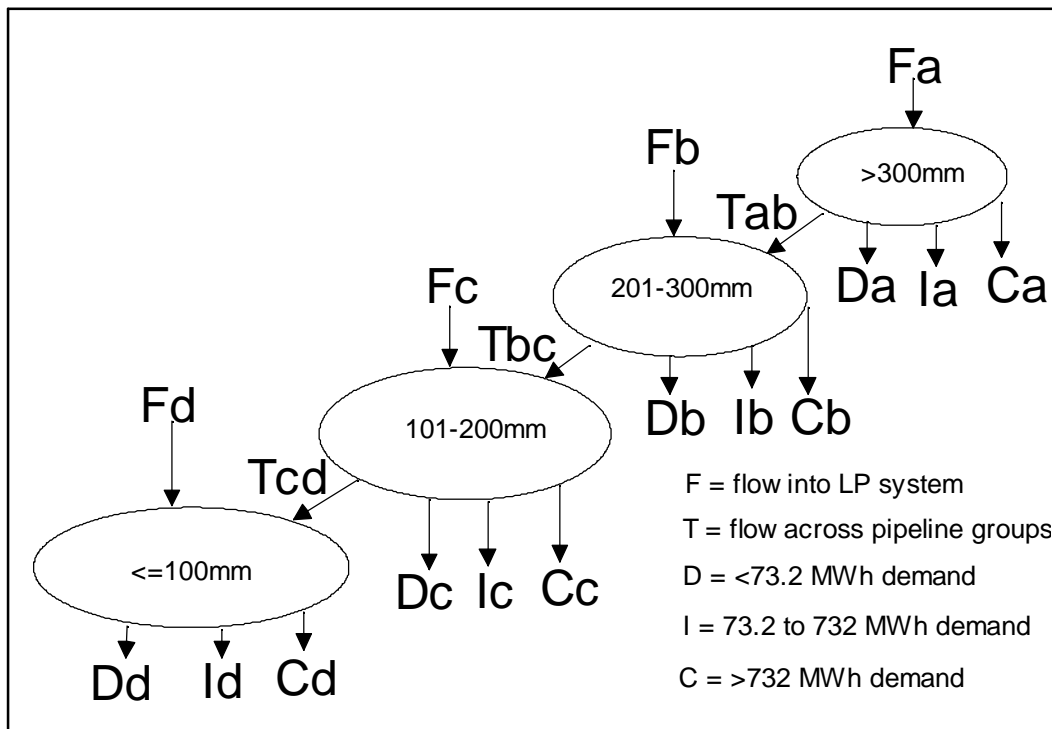 Fa
>300mm
Fb
Tab
Da Ia Ca
201-300mm
Fc
Tbc
Db Ib Cb
101-200mm
Fd
Tcd
Dc Ic Cc
<=100mm
Dd Id Cd
F = flow into LP system
T = flow across pipeline groups
D = <73.2 MWh demand
I = 73.2 to 732 MWh demand
C = >732 MWh demand